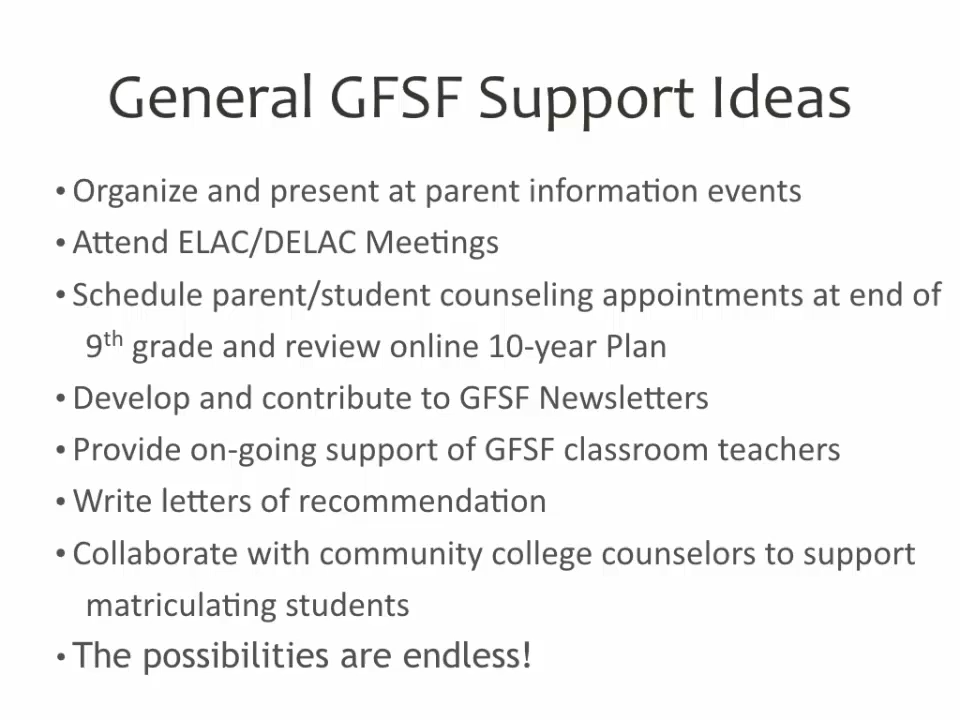 General GFSF Support Ideas
• Organize and present at parent information events
• Attend ELAC/DELAC Meetings
• Schedule parent/student counseling appointments at end of
9th grade and review online 10-year Plan
• Develop and contribute to GFSF Newsletters
• Provide on-going support of GFSF classroom teachers
• Write letters of recommendation
• Collaborate with community college counselors to support
matriculating students
• The possibilities are endless!